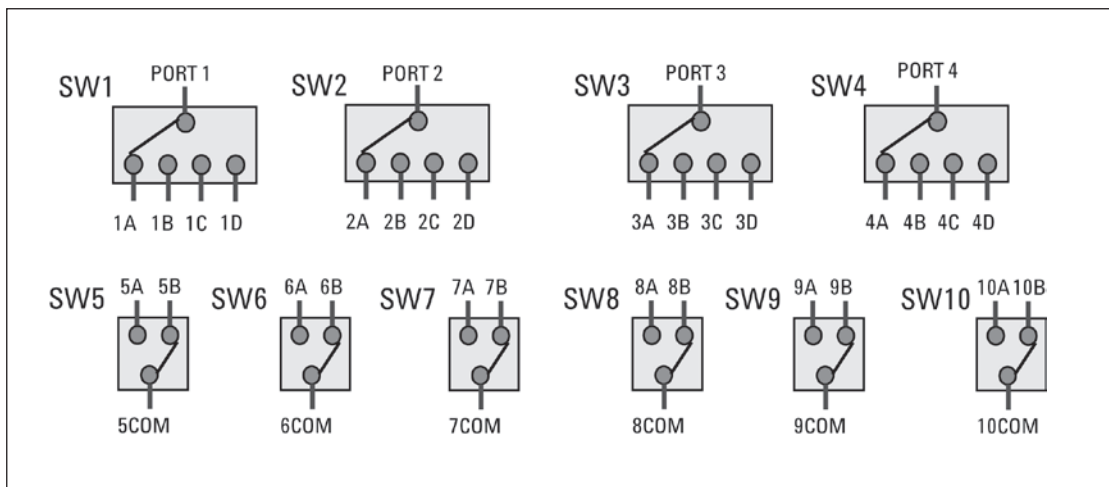 SW1 PORT 1
1A 1B 1C 1D
SW2 PORT 2
2A 2B 2C 2D
SW3 PORT 3
3A 3B 3C 3D
SW4 PORT 4
4A 4B 4C 4D
SW5 5A 5B
5COM
SW6 6A 6B
6COM
SW7 7A 7B
7COM
SW8 8A 8B
8COM
SW9 9A 9B
9COM
SW10 10A 10B
10COM